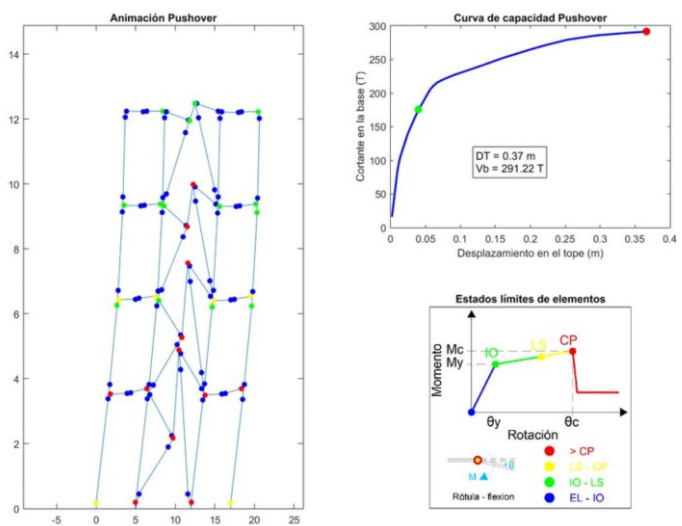 Animación Pushover
14
12
10
8
6
4
2
0
-5 0 5 10 15 20 25
Curva de capacidad Pushover
Cortante en la base (T)
300
250
200
150
100
50
0
DT = 0.37 m
Vb = 291.22 T
0 0.05 0.1 0.15 0.2 0.25 0.3 0.35 0.4
Desplazamiento en el tope (m)
Estados límites de elementos
Momento
Mc
My
IO
LS
CP
θy
θc
Rotación
θ
M
Rótula - flexion
> CP
LS - CP
IO - LS
EL - IO